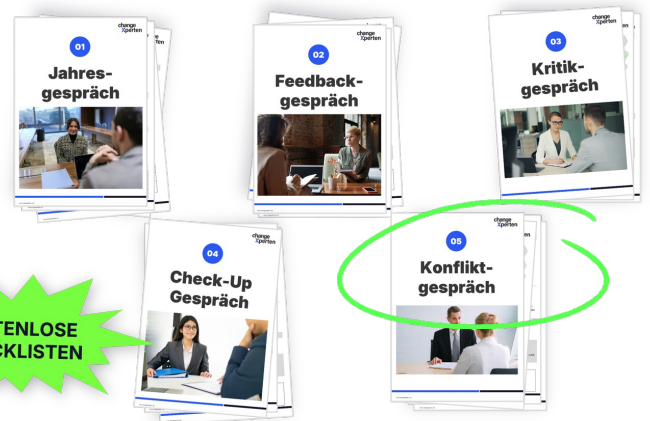 change
Xperten
01
Jahres-
gespräch
change
Xperten
02
Feedback-
gespräch
change
Xperten
03
Kritik-
gespräch
04
Check-Up
Gespräch
change
Xperten
change
Xperten
05
Konflikt-
gespräch
TENLOSE
CKLISTEN